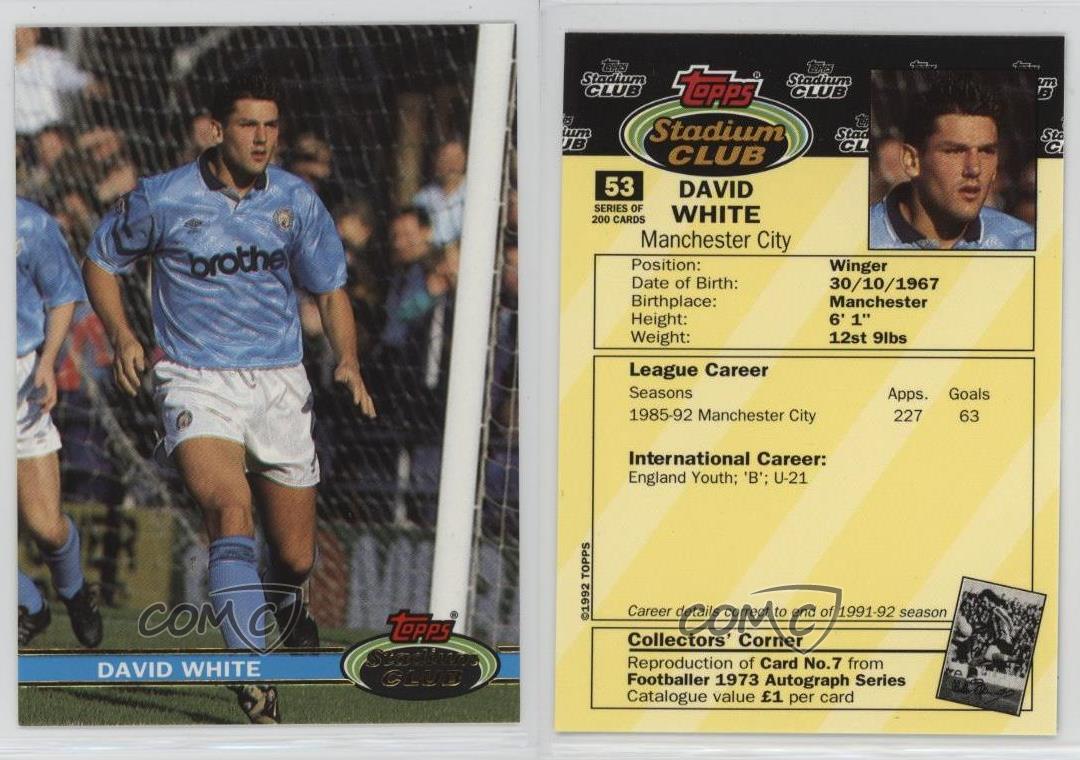 brothe
DAVID WHITE
Topps®
Stadium
CLUB
COMC
Topps
Stadium
CLUB
Topps
Stadium
CLUB
Topps®
Stadium
CLUB
53
SERIES OF
200 CARDS
DAVID
WHITE
Manchester City
Position: Winger
Date of Birth: 30/10/1967
Birthplace: Manchester
Height: 6' 1"
Weight: 12st 9lbs
League Career
Seasons Apps. Goals
1985-92 Manchester City 227 63
International Career:
England Youth; 'B'; U-21
©1992 TOPPS
Career details correct to end of 1991-92 season
COMC
Collectors' Corner
Reproduction of Card No.7 from
Footballer 1973 Autograph Series
Catalogue value £1 per card